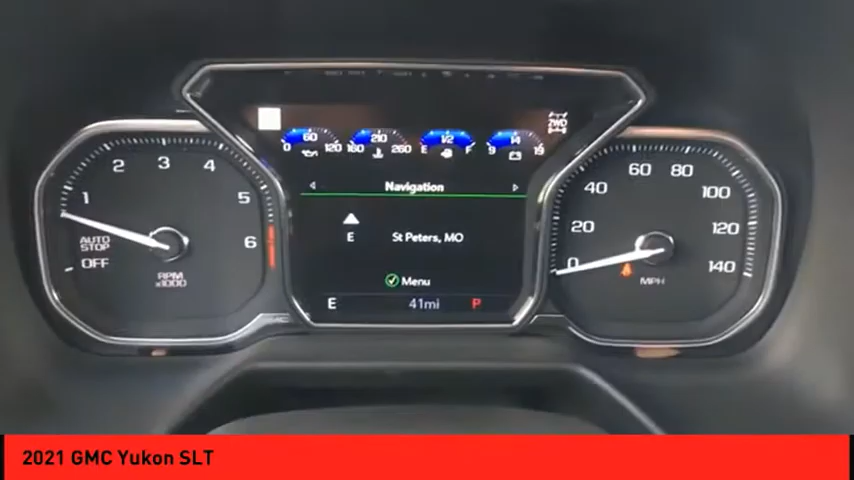 0 60 120
160 210 260
E 1/2 F
9 14 19
2WD
Navigation
E
St Peters, MO
Menu
E 41mi P
1 2 3 4 5 6
AUTO
STOP
OFF
RPM
x1000
0 20 40 60 80 100 120 140
MPH
2021 GMC Yukon SLT